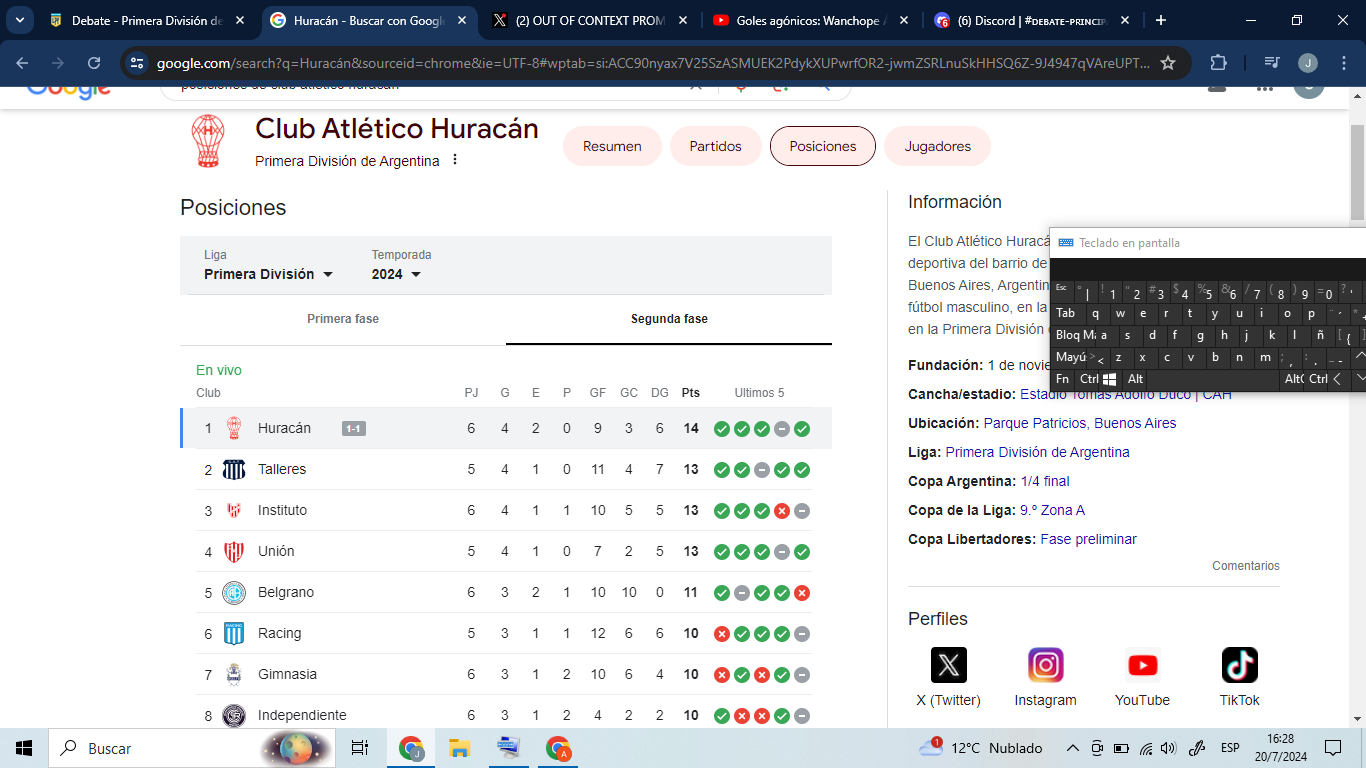 Debate - Primera División de
Huracán - Buscar con Google
(2) OUT OF CONTEXT PROM
Goles agónicos: Wanchope A
(6) Discord | #DEBATE-PRINCIPA
google.com/search?q=Huracán&sourceid=chrome&ie=UTF-8#wptab=si:ACC90nyax7V25SzASMUEK2PdykXUPwrfOR2-jwmZSRLnuSkHHSQ6Z-9J4947qVAreUPT...
J
Google
posiciones de club atlético huracán
Club Atlético Huracán
Primera División de Argentina
Resumen
Partidos
Posiciones
Jugadores
Posiciones
Liga
Temporada
Primera División
2024
Primera fase
Segunda fase
En vivo
Club PJ G E P GF GC DG Pts Ultimos 5
1 Huracán 1-1 6 4 2 0 9 3 6 14
2 Talleres 5 4 1 0 11 4 7 13
3 Instituto 6 4 1 1 10 5 5 13
4 Unión 5 4 1 0 7 2 5 13
5 Belgrano 6 3 2 1 10 10 0 11
6 Racing 5 3 1 1 12 6 6 10
7 Gimnasia 6 3 1 2 10 6 4 10
8 Independiente 6 3 1 2 4 2 2 10
Información
El Club Atlético Huracá
deportiva del barrio de
Buenos Aires, Argentin
fútbol masculino, en la
en la Primera División
Fundación: 1 de novie
Cancha/estadio: Estadio Tomás Adolfo Ducó | CAH
Ubicación: Parque Patricios, Buenos Aires
Liga: Primera División de Argentina
Copa Argentina: 1/4 final
Copa de la Liga: 9.º Zona A
Copa Libertadores: Fase preliminar
Comentarios
Perfiles
X (Twitter)
Instagram
YouTube
TikTok
Teclado en pantalla
Esc ° | ! 1 " 2 # 3 $ 4 % 5 & 6 / 7 ( 8 ) 9 = 0 ? '
Tab q w e r t y u i o p ¨ ´ * +
Bloq Ma a s d f g h j k l ñ [ { ]
Mayú > < z x c v b n m ; , : . _ -
Fn Ctrl Alt AltG Ctrl
Buscar
J
A
1
12°C Nublado
ESP
16:28
20/7/2024